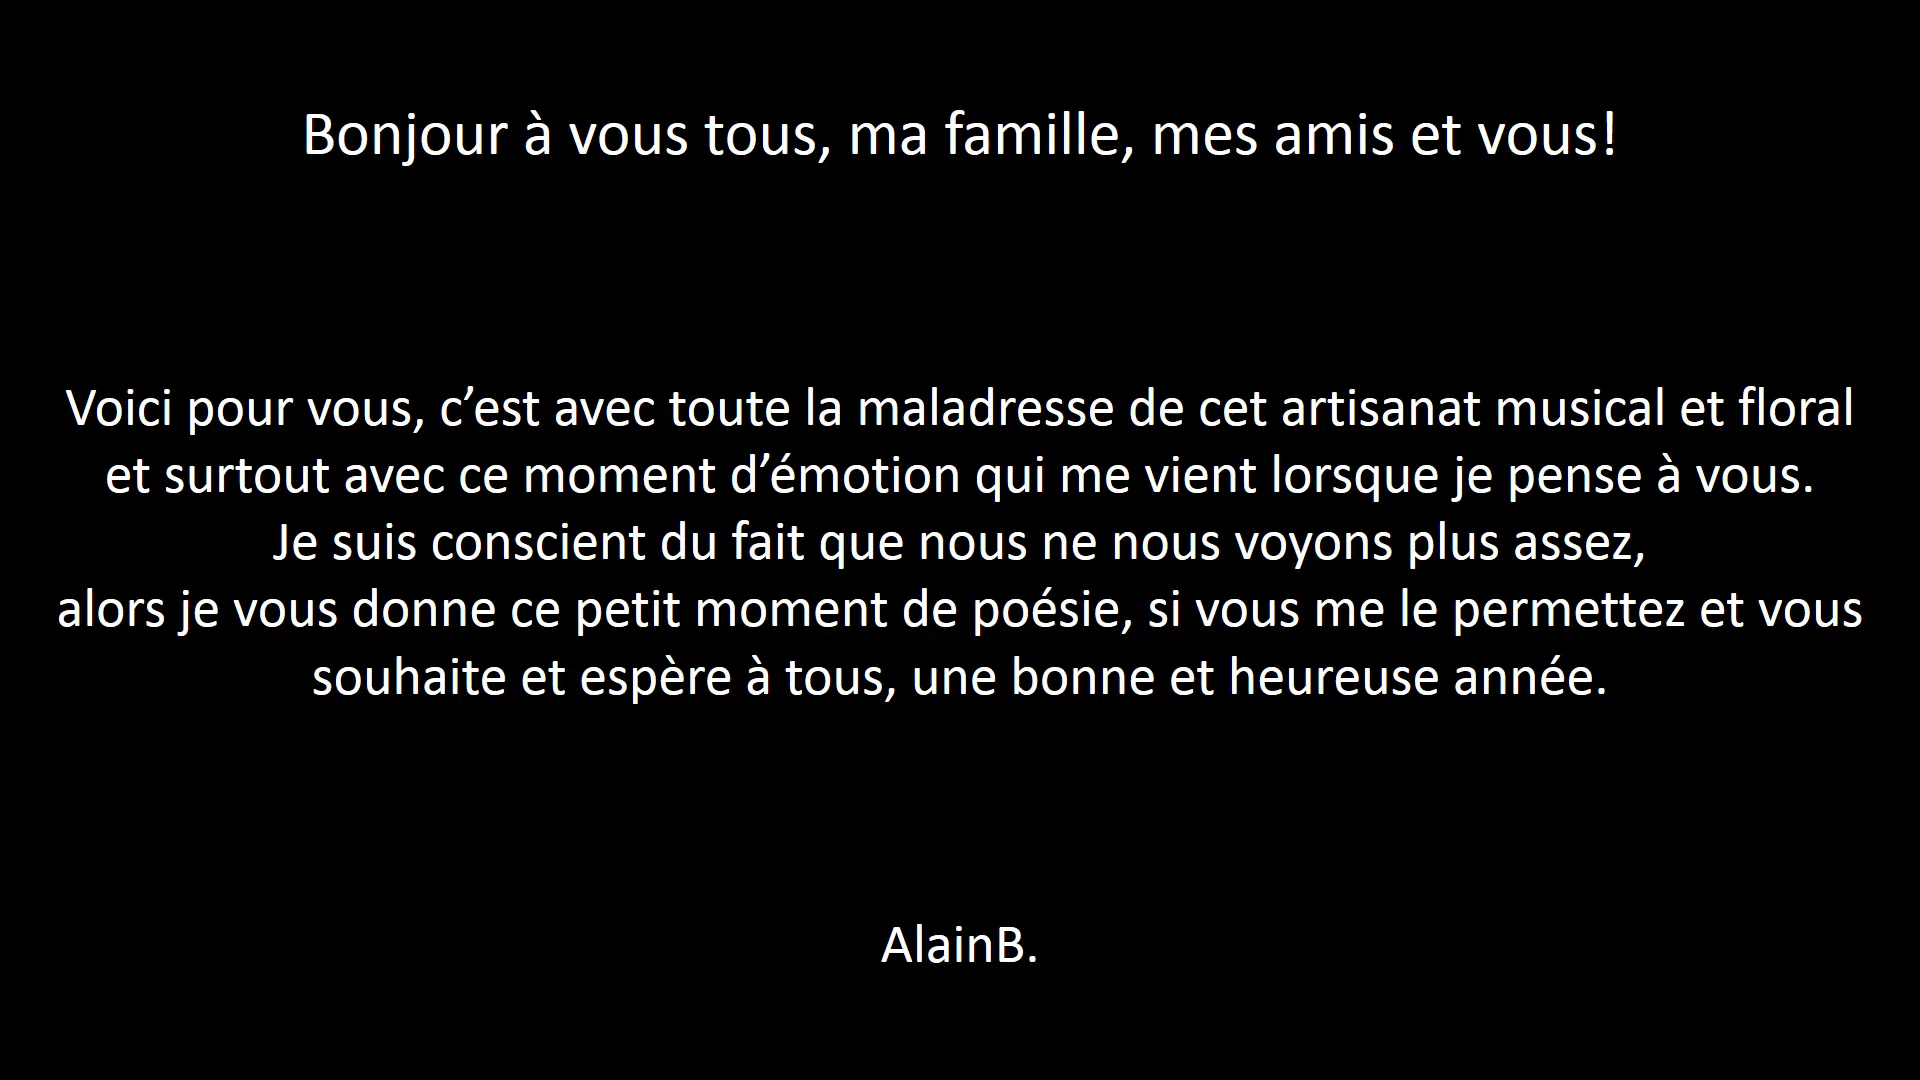 Bonjour à vous tous, ma famille, mes amis et vous!
Voici pour vous, c’est avec toute la maladresse de cet artisanat musical et floral
et surtout avec ce moment d’émotion qui me vient lorsque je pense à vous.
Je suis conscient du fait que nous ne nous voyons plus assez,
alors je vous donne ce petit moment de poésie, si vous me le permettez et vous
souhaite et espère à tous, une bonne et heureuse année.
AlainB.